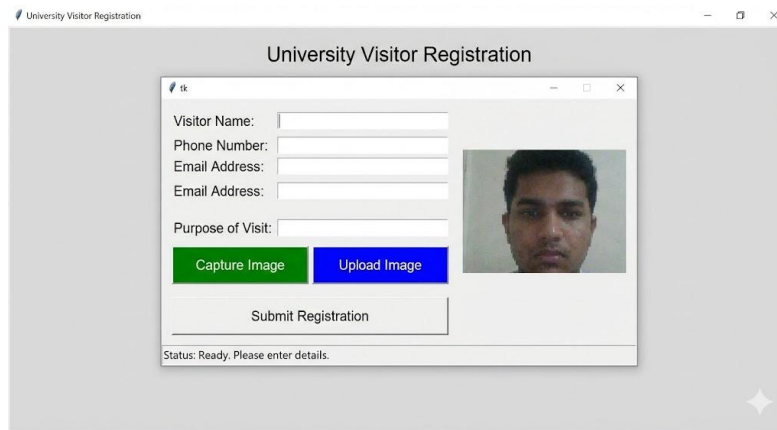 University Visitor Registration
University Visitor Registration
tk
Visitor Name:
Phone Number:
Email Address:
Email Address:
Purpose of Visit:
Capture Image Upload Image
Submit Registration
Status: Ready. Please enter details.